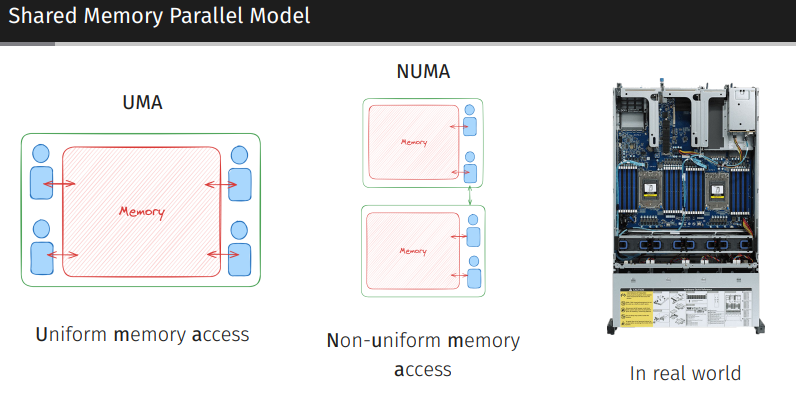 Shared Memory Parallel Model
UMA
Memory
Uniform memory access
NUMA
Memory
Memory
Non-uniform memory
access
In real world